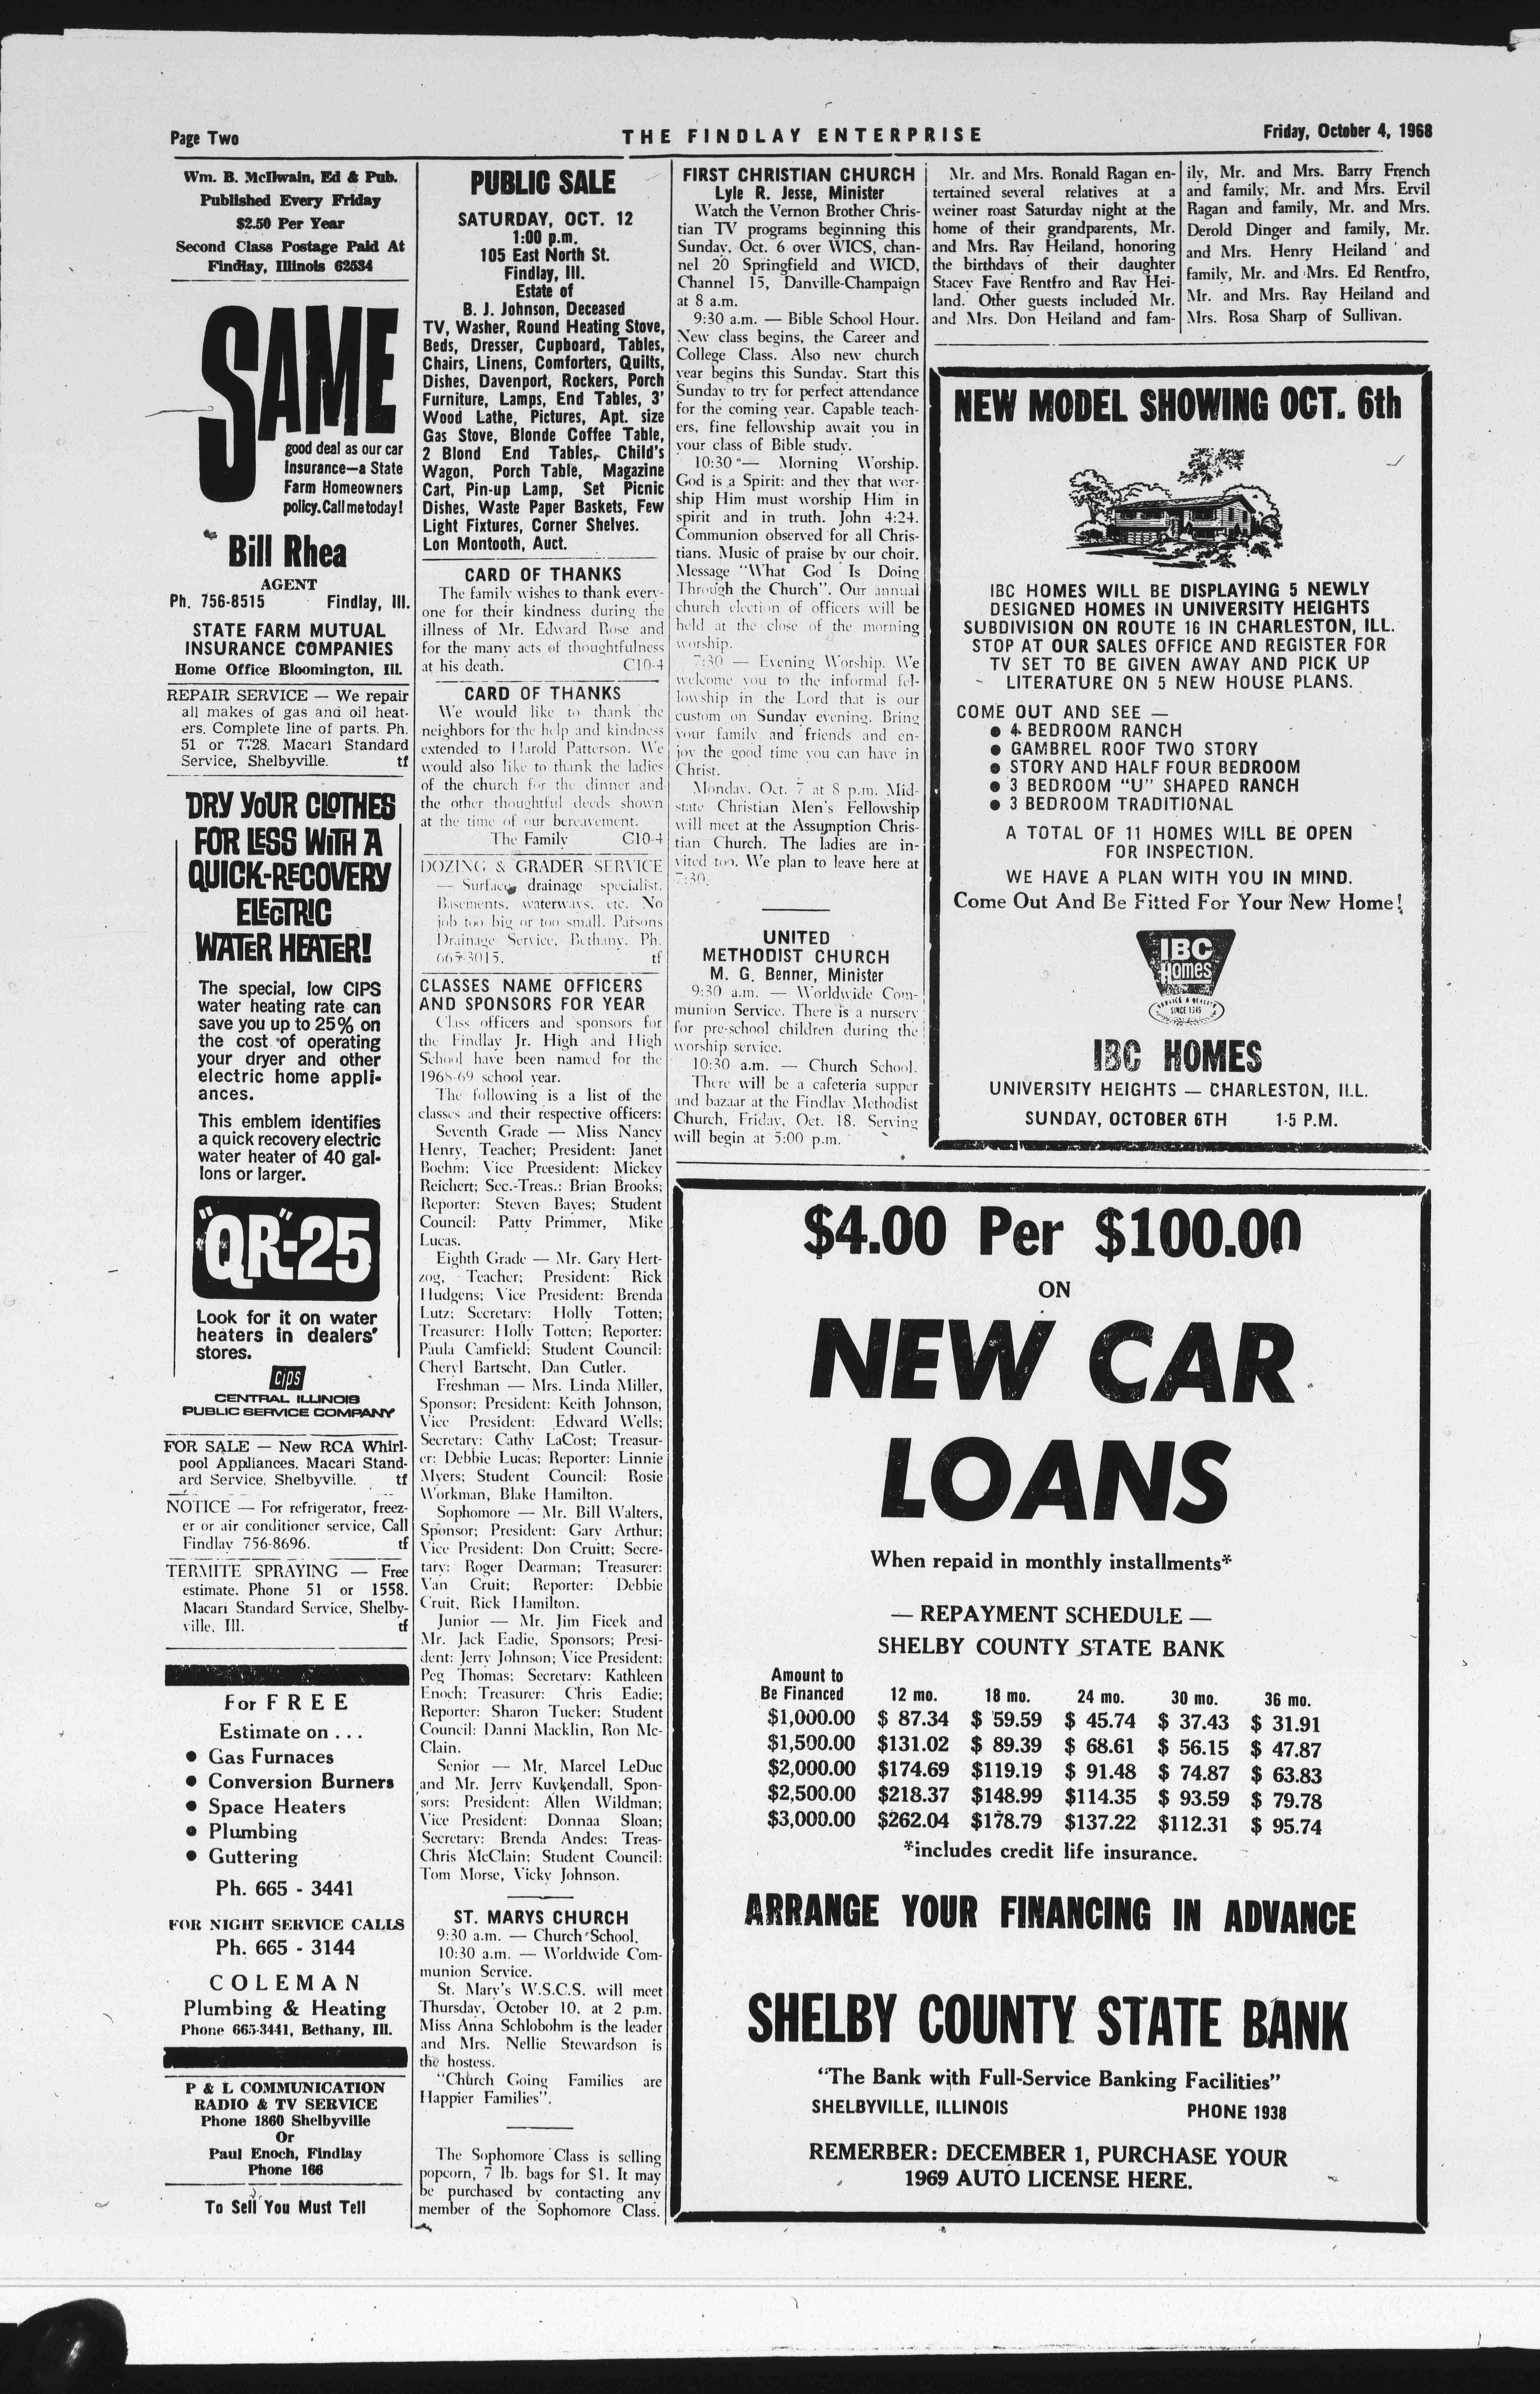 Page Two
THE FINDLAY ENTERPRISE
Friday, October 4, 1968
Wm. B. McIlwain, Ed & Pub.
Published Every Friday
$2.50 Per Year
Second Class Postage Paid At
Findlay, Illinois 62534
SAME
good deal as our car
Insurance—a State
Farm Homeowners
policy. Call me today!
Bill Rhea
AGENT
Ph. 756-8515 Findlay, Ill.
STATE FARM MUTUAL
INSURANCE COMPANIES
Home Office Bloomington, Ill.
REPAIR SERVICE — We repair
all makes of gas and oil heat-
ers. Complete line of parts. Ph.
51 or 7728. Macari Standard
Service, Shelbyville. tf
DRY YOUR CLOTHES
FOR LESS WITH A
QUICK-RECOVERY
ELECTRIC
WATER HEATER!
The special, low CIPS
water heating rate can
save you up to 25% on
the cost of operating
your dryer and other
electric home appli-
ances.
This emblem identifies
a quick recovery electric
water heater of 40 gal-
lons or larger.
"QR"-25
Look for it on water
heaters in dealers'
stores.
CIPS
CENTRAL ILLINOIS
PUBLIC SERVICE COMPANY
FOR SALE — New RCA Whirl-
pool Appliances. Macari Stand-
ard Service, Shelbyville. tf
NOTICE — For refrigerator, freez-
er or air conditioner service, Call
Findlay 756-8696. tf
TERMITE SPRAYING — Free
estimate. Phone 51 or 1558.
Macari Standard Service, Shelby-
ville, Ill. tf
For FREE
Estimate on . . .
● Gas Furnaces
● Conversion Burners
● Space Heaters
● Plumbing
● Guttering
Ph. 665 - 3441
FOR NIGHT SERVICE CALLS
Ph. 665 - 3144
COLEMAN
Plumbing & Heating
Phone 665-3441, Bethany, Ill.
P & L COMMUNICATION
RADIO & TV SERVICE
Phone 1860 Shelbyville
Or
Paul Enoch, Findlay
Phone 166
To Sell You Must Tell
PUBLIC SALE
SATURDAY, OCT. 12
1:00 p.m.
105 East North St.
Findlay, Ill.
Estate of
B. J. Johnson, Deceased
TV, Washer, Round Heating Stove,
Beds, Dresser, Cupboard, Tables,
Chairs, Linens, Comforters, Quilts,
Dishes, Davenport, Rockers, Porch
Furniture, Lamps, End Tables, 3'
Wood Lathe, Pictures, Apt. size
Gas Stove, Blonde Coffee Table,
2 Blond End Tables, Child's
Wagon, Porch Table, Magazine
Cart, Pin-up Lamp, Set Picnic
Dishes, Waste Paper Baskets, Few
Light Fixtures, Corner Shelves.
Lon Montooth, Auct.
CARD OF THANKS
The family wishes to thank every-
one for their kindness during the
illness of Mr. Edward Rose and
for the many acts of thoughtfulness
at his death. C10-4
CARD OF THANKS
We would like to thank the
neighbors for the help and kindness
extended to Harold Patterson. We
would also like to thank the ladies
of the church for the dinner and
the other thoughtful deeds shown
at the time of our bereavement.
The Family C10-4
DOZING & GRADER SERVICE
— Surface drainage specialist.
Basements, waterways, etc. No
job too big or too small. Parsons
Drainage Service, Bethany. Ph.
665-3015. tf
CLASSES NAME OFFICERS
AND SPONSORS FOR YEAR
Class officers and sponsors for
the Findlay Jr. High and High
School have been named for the
1968-69 school year.
The following is a list of the
classes and their respective officers:
Seventh Grade — Miss Nancy
Henry, Teacher; President: Janet
Boehm; Vice Preesident: Mickey
Reichert; Sec.-Treas.: Brian Brooks;
Reporter: Steven Bayes; Student
Council: Patty Primmer, Mike
Lucas.
Eighth Grade — Mr. Gary Hert-
zog, Teacher; President: Rick
Hudgens; Vice President: Brenda
Lutz; Secretary: Holly Totten;
Treasurer: Holly Totten; Reporter:
Paula Camfield; Student Council:
Cheryl Bartscht, Dan Cutler.
Freshman — Mrs. Linda Miller,
Sponsor; President: Keith Johnson;
Vice President: Edward Wells;
Secretary: Cathy LaCost; Treasur-
er: Debbie Lucas; Reporter: Linnie
Myers; Student Council: Rosie
Workman, Blake Hamilton.
Sophomore — Mr. Bill Walters,
Sponsor; President: Gary Arthur;
Vice President: Don Cruitt; Secre-
tary: Roger Dearman; Treasurer:
Van Cruit; Reporter: Debbie
Cruit, Rick Hamilton.
Junior — Mr. Jim Ficek and
Mr. Jack Eadie, Sponsors; Presi-
dent: Jerry Johnson; Vice President:
Peg Thomas; Secretary: Kathleen
Enoch; Treasurer: Chris Eadie;
Reporter: Sharon Tucker; Student
Council: Danni Macklin, Ron Mc-
Clain.
Senior — Mr. Marcel LeDuc
and Mr. Jerry Kuykendall, Spon-
sors; President: Allen Wildman;
Vice President: Donnaa Sloan;
Secretary: Brenda Andes; Treas-
Chris McClain; Student Council:
Tom Morse, Vicky Johnson.
ST. MARYS CHURCH
9:30 a.m. — Church School.
10:30 a.m. — Worldwide Com-
munion Service.
St. Mary's W.S.C.S. will meet
Thursday, October 10, at 2 p.m.
Miss Anna Schlobohm is the leader
and Mrs. Nellie Stewardson is
the hostess.
"Church Going Families are
Happier Families".
The Sophomore Class is selling
popcorn, 7 lb. bags for $1. It may
be purchased by contacting any
member of the Sophomore Class.
FIRST CHRISTIAN CHURCH
Lyle R. Jesse, Minister
Watch the Vernon Brother Chris-
tian TV programs beginning this
Sunday, Oct. 6 over WICS, chan-
nel 20 Springfield and WICD,
Channel 15, Danville-Champaign
at 8 a.m.
9:30 a.m. — Bible School Hour.
New class begins, the Career and
College Class. Also new church
year begins this Sunday. Start this
Sunday to try for perfect attendance
for the coming year. Capable teach-
ers, fine fellowship await you in
your class of Bible study.
10:30 — Morning Worship.
God is a Spirit: and they that wor-
ship Him must worship Him in
spirit and in truth. John 4:24.
Communion observed for all Chris-
tians. Music of praise by our choir.
Message "What God Is Doing
Through the Church". Our annual
church election of officers will be
held at the close of the morning
worship.
7:30 — Evening Worship. We
welcome you to the informal fel-
lowship in the Lord that is our
custom on Sunday evening. Bring
your family and friends and en-
joy the good time you can have in
Christ.
Monday, Oct. 7 at 8 p.m. Mid-
state Christian Men's Fellowship
will meet at the Assumption Chris-
tian Church. The ladies are in-
vited too. We plan to leave here at
7:30.
UNITED
METHODIST CHURCH
M. G. Benner, Minister
9:30 a.m. — Worldwide Com-
munion Service. There is a nursery
for pre-school children during the
worship service.
10:30 a.m. — Church School.
There will be a cafeteria supper
and bazaar at the Findlay Methodist
Church, Friday, Oct. 18. Serving
will begin at 5:00 p.m.
Mr. and Mrs. Ronald Ragan en-
tertained several relatives at a
weiner roast Saturday night at the
home of their grandparents, Mr.
and Mrs. Ray Heiland, honoring
the birthdays of their daughter
Stacey Faye Rentfro and Ray Hei-
land. Other guests included Mr.
and Mrs. Don Heiland and fam-
ily, Mr. and Mrs. Barry French
and family, Mr. and Mrs. Ervil
Ragan and family, Mr. and Mrs.
Derold Dinger and family, Mr.
and Mrs. Henry Heiland and
family, Mr. and Mrs. Ed Rentfro,
Mr. and Mrs. Ray Heiland and
Mrs. Rosa Sharp of Sullivan.
NEW MODEL SHOWING OCT. 6th
IBC HOMES WILL BE DISPLAYING 5 NEWLY
DESIGNED HOMES IN UNIVERSITY HEIGHTS
SUBDIVISION ON ROUTE 16 IN CHARLESTON, ILL.
STOP AT OUR SALES OFFICE AND REGISTER FOR
TV SET TO BE GIVEN AWAY AND PICK UP
LITERATURE ON 5 NEW HOUSE PLANS.
COME OUT AND SEE —
● 4 BEDROOM RANCH
● GAMBREL ROOF TWO STORY
● STORY AND HALF FOUR BEDROOM
● 3 BEDROOM "U" SHAPED RANCH
● 3 BEDROOM TRADITIONAL
A TOTAL OF 11 HOMES WILL BE OPEN
FOR INSPECTION.
WE HAVE A PLAN WITH YOU IN MIND.
Come Out And Be Fitted For Your New Home!
IBC
Homes
SERVICE & QUALITY
SINCE 1945
IBC HOMES
UNIVERSITY HEIGHTS — CHARLESTON, ILL.
SUNDAY, OCTOBER 6TH 1-5 P.M.
$4.00 Per $100.00
ON
NEW CAR
LOANS
When repaid in monthly installments*
— REPAYMENT SCHEDULE —
SHELBY COUNTY STATE BANK
Amount to
Be Financed 12 mo. 18 mo. 24 mo. 30 mo. 36 mo.
$1,000.00 $ 87.34 $ 59.59 $ 45.74 $ 37.43 $ 31.91
$1,500.00 $131.02 $ 89.39 $ 68.61 $ 56.15 $ 47.87
$2,000.00 $174.69 $119.19 $ 91.48 $ 74.87 $ 63.83
$2,500.00 $218.37 $148.99 $114.35 $ 93.59 $ 79.78
$3,000.00 $262.04 $178.79 $137.22 $112.31 $ 95.74
*includes credit life insurance.
ARRANGE YOUR FINANCING IN ADVANCE
SHELBY COUNTY STATE BANK
"The Bank with Full-Service Banking Facilities"
SHELBYVILLE, ILLINOIS PHONE 1938
REMERBER: DECEMBER 1, PURCHASE YOUR
1969 AUTO LICENSE HERE.